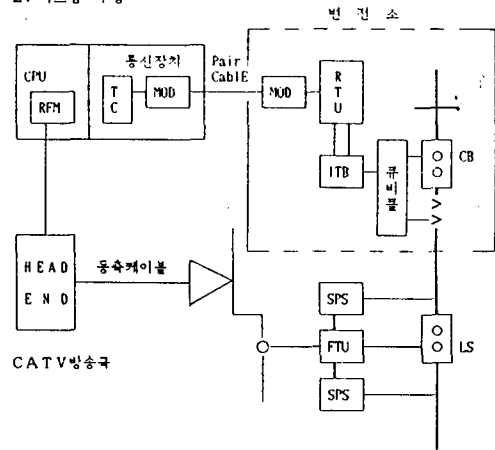 변 전 소
통신장치
Pair
CablE
CPU
RFM
T
C
MOD
MOD
R
T
U
ITB
큐
비
클
CB
HEAD
END
동축케이블
CATV방송국
SPS
FTU
LS
SPS